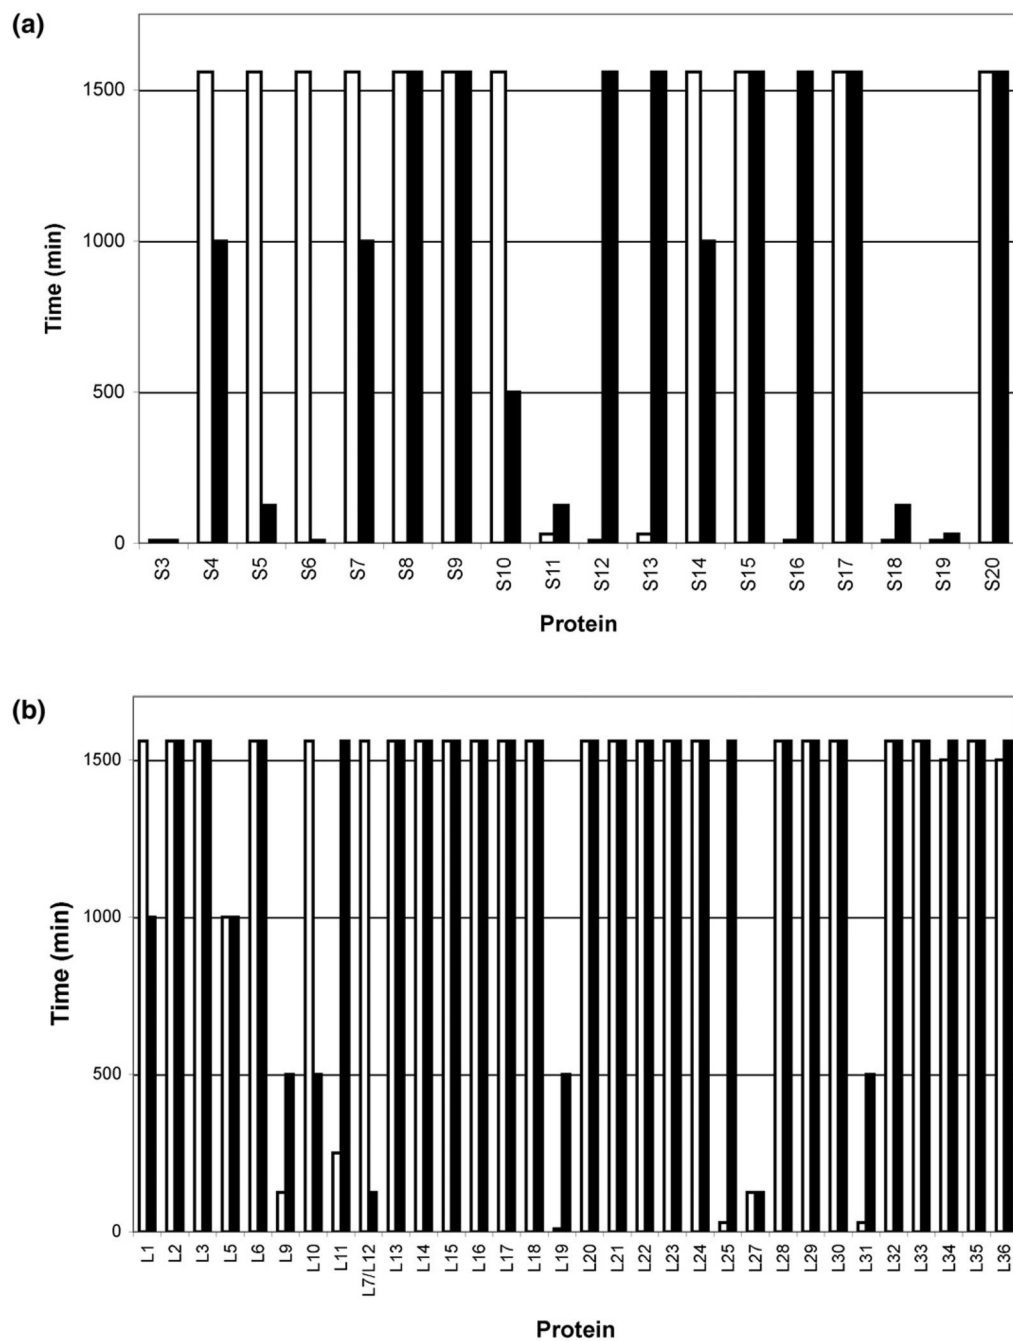 (a)
1500
1000
500
0
Time (min)
S3 S4 S5 S6 S7 S8 S9 S10 S11 S12 S13 S14 S15 S16 S17 S18 S19 S20
Protein
(b)
1500
1000
500
0
Time (min)
L1 L2 L3 L5 L6 L9 L10 L11 L7/L12 L13 L14 L15 L16 L17 L18 L19 L20 L21 L22 L23 L24 L25 L27 L28 L29 L30 L31 L32 L33 L34 L35 L36
Protein